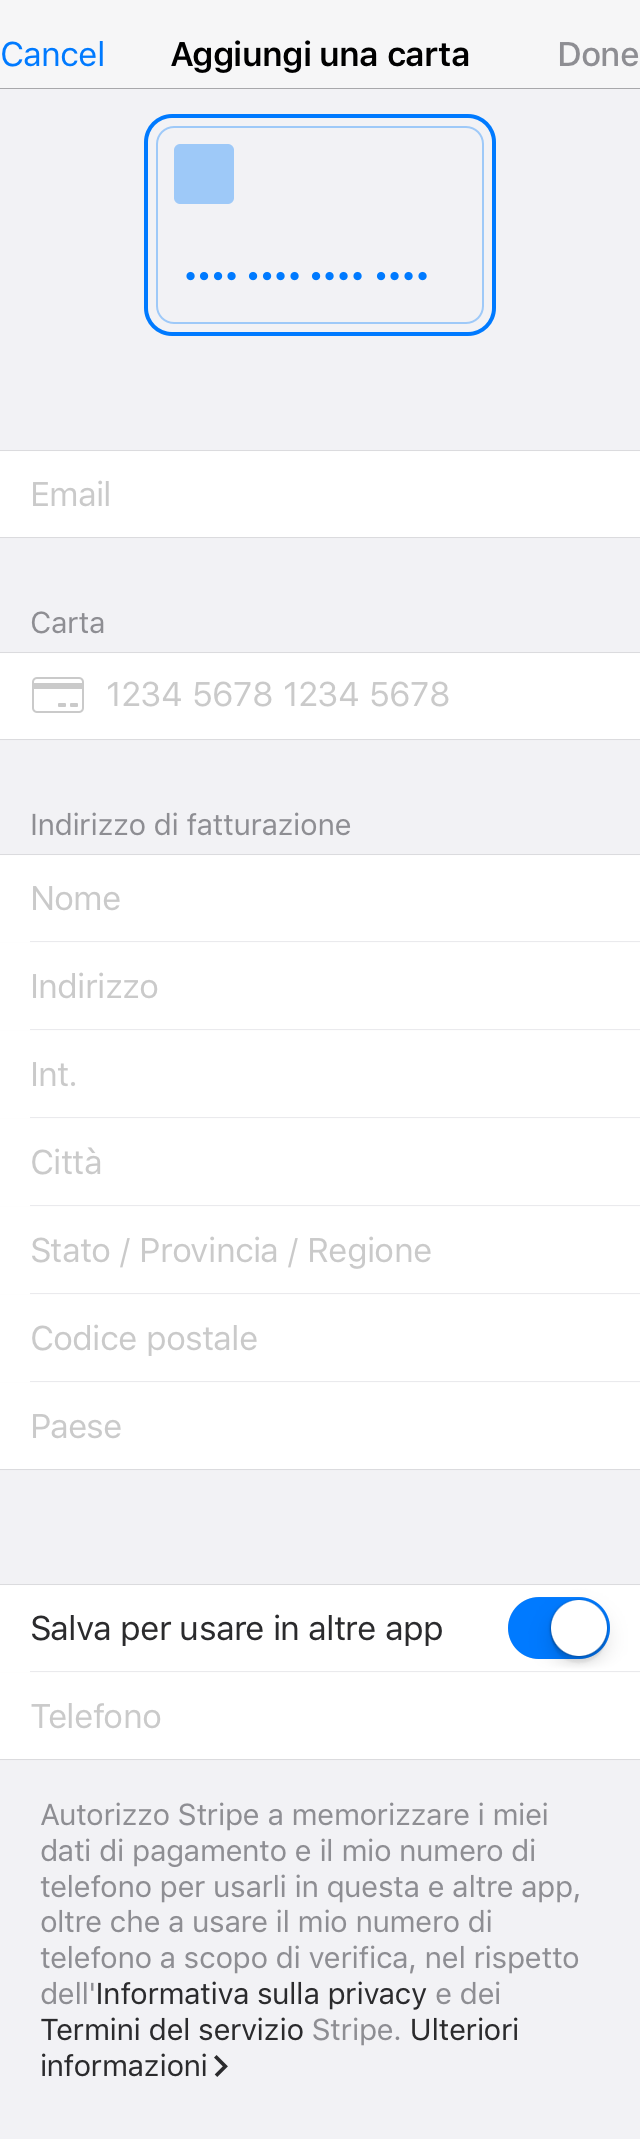 Cancel Aggiungi una carta Done
•••• •••• •••• ••••
Email
Carta
1234 5678 1234 5678
Indirizzo di fatturazione
Nome
Indirizzo
Int.
Città
Stato / Provincia / Regione
Codice postale
Paese
Salva per usare in altre app
Telefono
Autorizzo Stripe a memorizzare i miei
dati di pagamento e il mio numero di
telefono per usarli in questa e altre app,
oltre che a usare il mio numero di
telefono a scopo di verifica, nel rispetto
dell'Informativa sulla privacy e dei
Termini del servizio Stripe. Ulteriori
informazioni